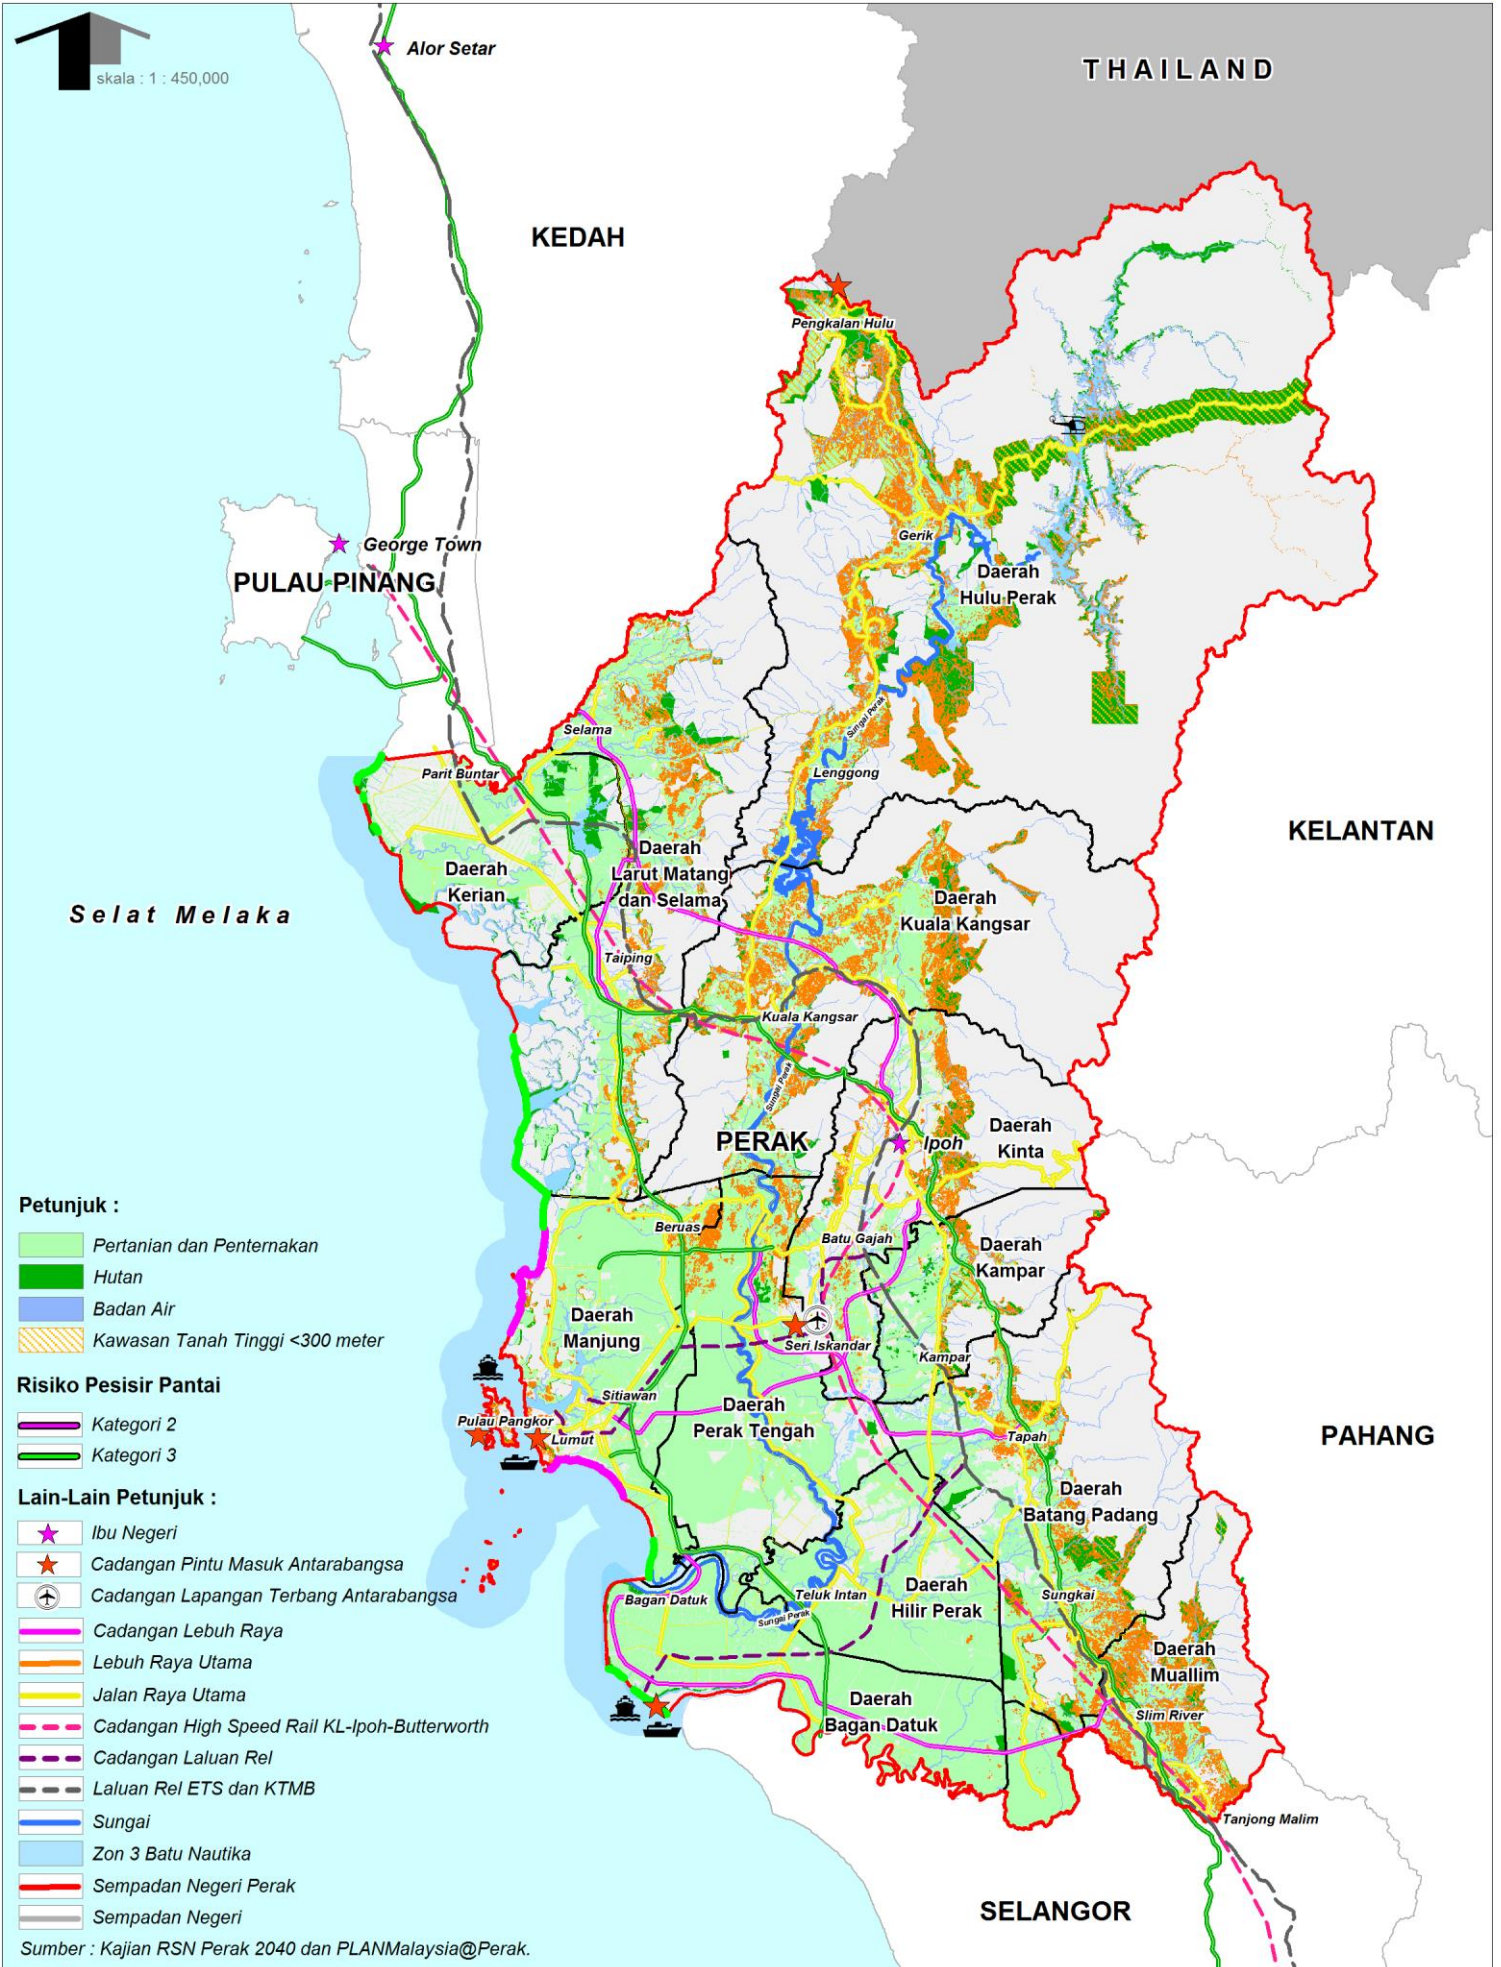 skala : 1 : 450,000
Alor Setar
THAILAND
KEDAH
Pengkalan Hulu
George Town
PULAU PINANG
Gerik
Daerah
Hulu Perak
Sungai Perak
Selama
Parit Buntar
Lenggong
KELANTAN
Daerah
Larut Matang
dan Selama
Daerah
Kerian
Daerah
Kuala Kangsar
Selat Melaka
Taiping
Kuala Kangsar
Sungai Perak
PERAK
Ipoh
Daerah
Kinta
Beruas
Batu Gajah
Daerah
Kampar
Daerah
Manjung
Seri Iskandar
Kampar
Sitiawan
Pulau Pangkor
Lumut
Daerah
Perak Tengah
Tapah
PAHANG
Daerah
Batang Padang
Bagan Datuk
Teluk Intan
Sungai Perak
Daerah
Hilir Perak
Sungkai
Daerah
Muallim
Daerah
Bagan Datuk
Slim River
Tanjong Malim
SELANGOR
Petunjuk :
Pertanian dan Penternakan
Hutan
Badan Air
Kawasan Tanah Tinggi <300 meter
Risiko Pesisir Pantai
Kategori 2
Kategori 3
Lain-Lain Petunjuk :
Ibu Negeri
Cadangan Pintu Masuk Antarabangsa
Cadangan Lapangan Terbang Antarabangsa
Cadangan Lebuh Raya
Lebuh Raya Utama
Jalan Raya Utama
Cadangan High Speed Rail KL-Ipoh-Butterworth
Cadangan Laluan Rel
Laluan Rel ETS dan KTMB
Sungai
Zon 3 Batu Nautika
Sempadan Negeri Perak
Sempadan Negeri
Sumber : Kajian RSN Perak 2040 dan PLANMalaysia@Perak.